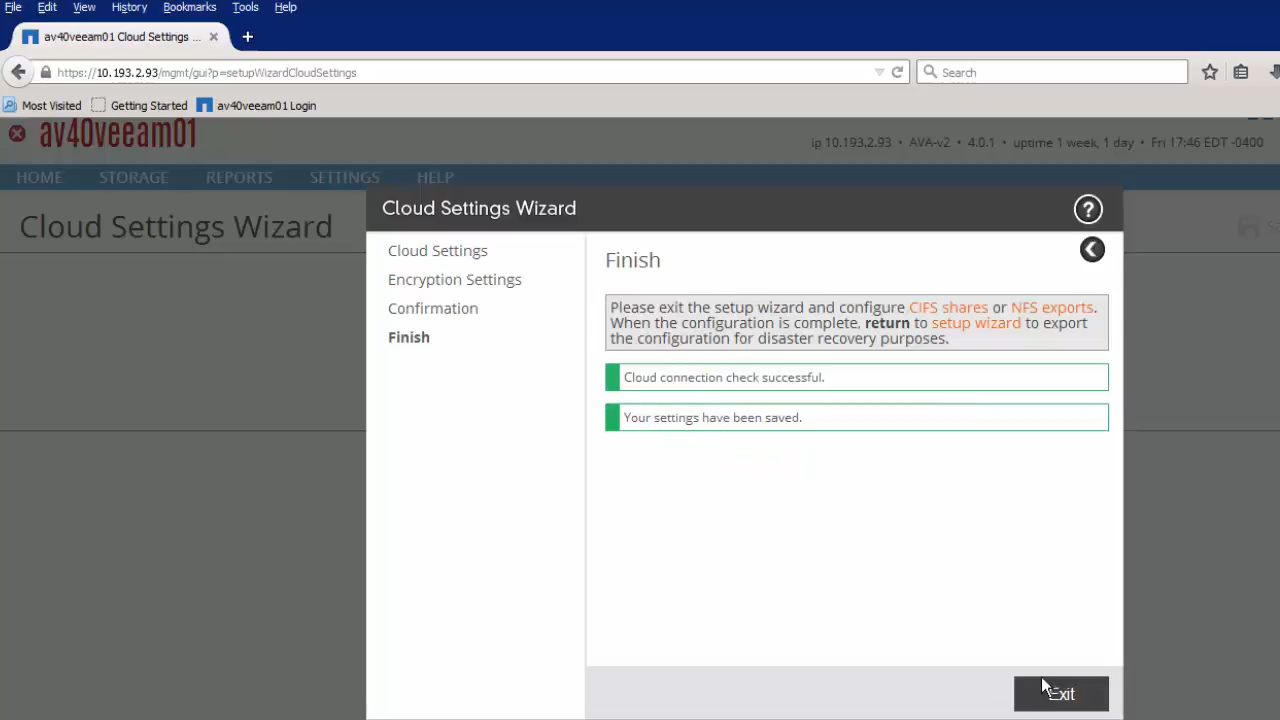 File Edit View History Bookmarks Tools Help
av40veeam01 Cloud Settings ...
https://10.193.2.93/mgmt/gui?p=setupWizardCloudSettings
Search
Most Visited Getting Started av40veeam01 Login
av40veeam01
ip 10.193.2.93 • AVA-v2 • 4.0.1 • uptime 1 week, 1 day • Fri 17:46 EDT -0400
HOME STORAGE REPORTS SETTINGS HELP
Cloud Settings Wizard
Cloud Settings Wizard
Cloud Settings
Encryption Settings
Confirmation
Finish
Finish
Please exit the setup wizard and configure CIFS shares or NFS exports.
When the configuration is complete, return to setup wizard to export
the configuration for disaster recovery purposes.
Cloud connection check successful.
Your settings have been saved.
Exit